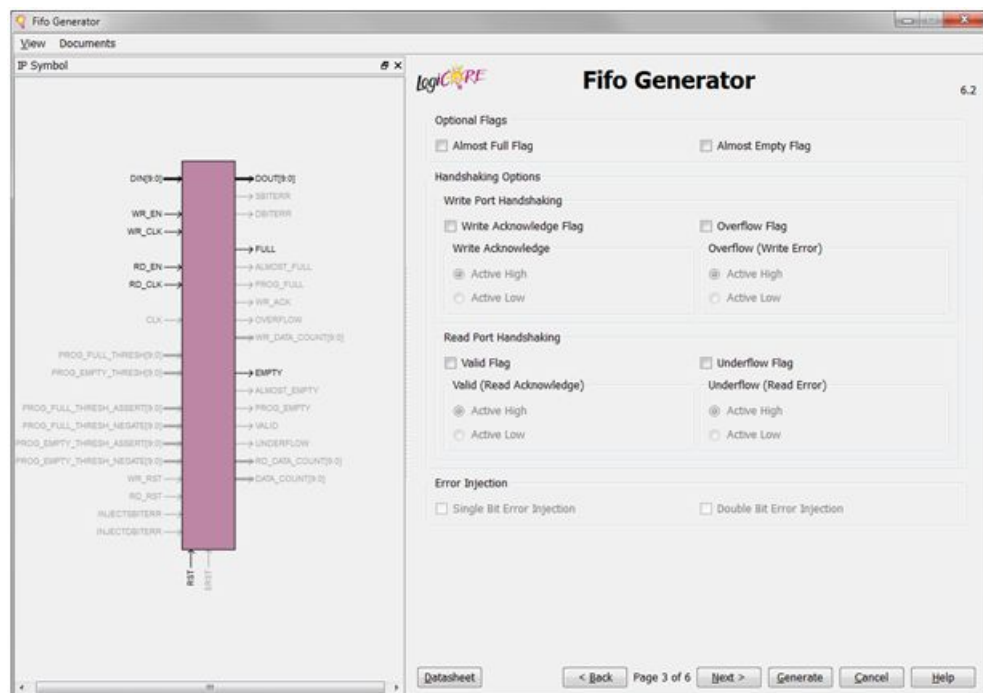 Fifo Generator
View Documents
IP Symbol
DIN[9:0]
WR_EN
WR_CLK
RD_EN
RD_CLK
CLK
PROG_FULL_THRESH[9:0]
PROG_EMPTY_THRESH[9:0]
PROG_FULL_THRESH_ASSERT[9:0]
PROG_FULL_THRESH_NEGATE[9:0]
PROG_EMPTY_THRESH_ASSERT[9:0]
PROG_EMPTY_THRESH_NEGATE[9:0]
WR_RST
RD_RST
INJECTSBITERR
INJECTDBITERR
DOUT[9:0]
SBITERR
DBITERR
FULL
ALMOST_FULL
PROG_FULL
WR_ACK
OVERFLOW
WR_DATA_COUNT[9:0]
EMPTY
ALMOST_EMPTY
PROG_EMPTY
VALID
UNDERFLOW
RD_DATA_COUNT[9:0]
DATA_COUNT[9:0]
RST
SRST
LogiCORE
Fifo Generator
6.2
Optional Flags
Almost Full Flag Almost Empty Flag
Handshaking Options
Write Port Handshaking
Write Acknowledge Flag Overflow Flag
Write Acknowledge Overflow (Write Error)
Active High Active High
Active Low Active Low
Read Port Handshaking
Valid Flag Underflow Flag
Valid (Read Acknowledge) Underflow (Read Error)
Active High Active High
Active Low Active Low
Error Injection
Single Bit Error Injection Double Bit Error Injection
Datasheet < Back Page 3 of 6 Next > Generate Cancel Help